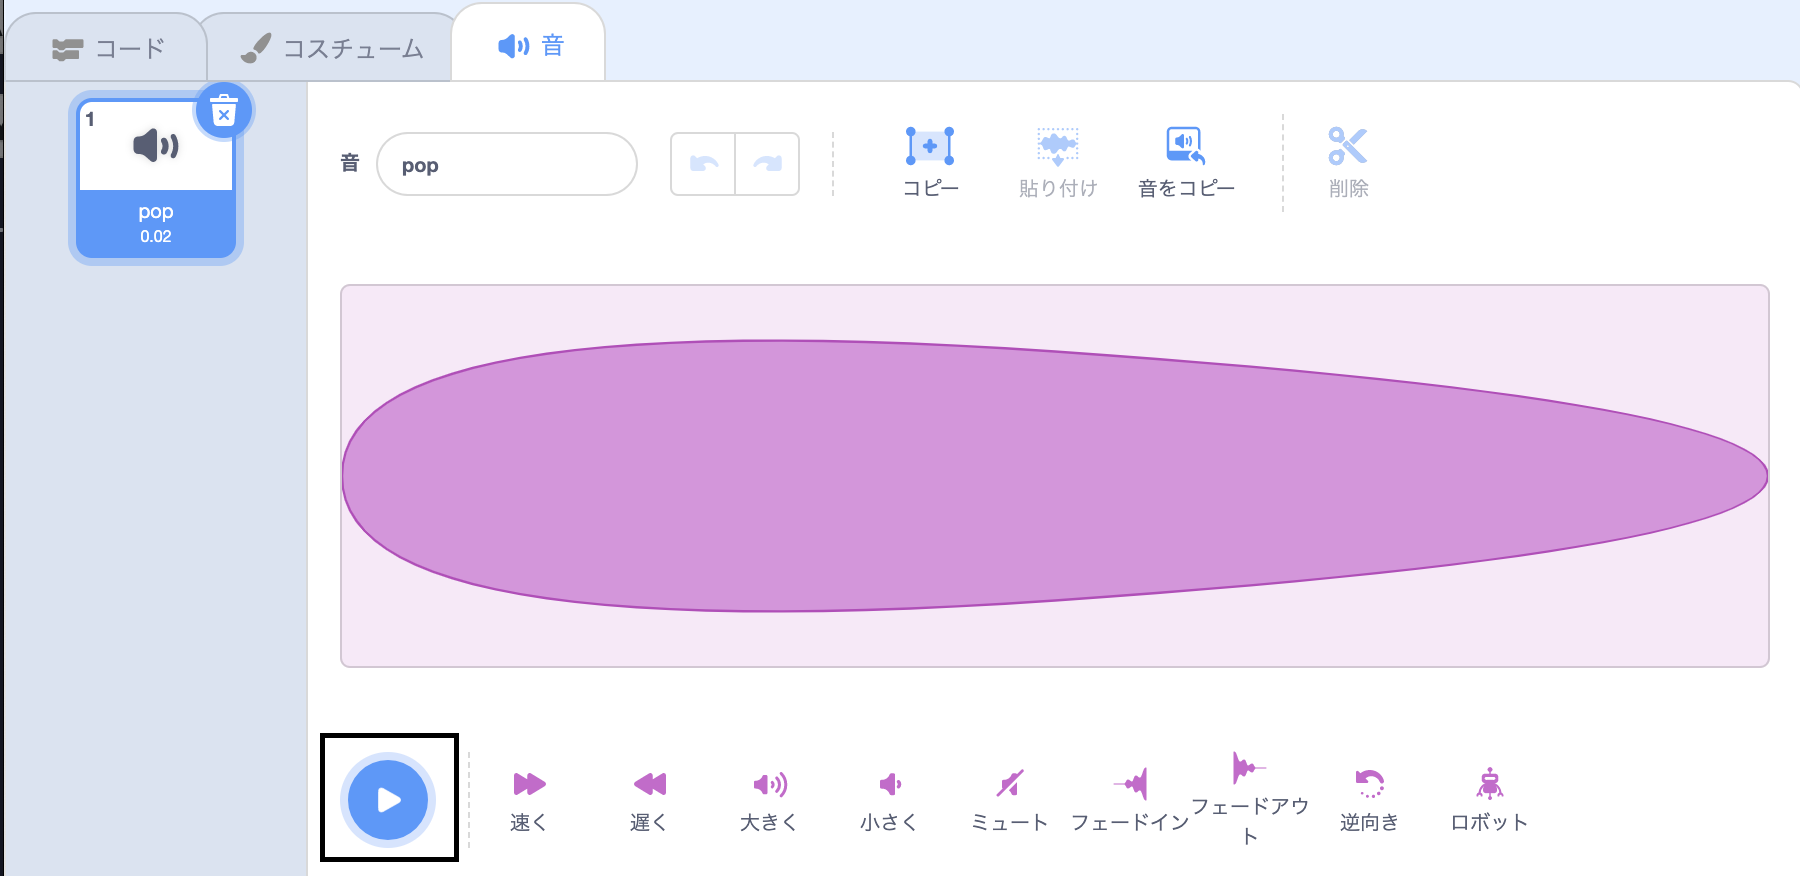 コード
コスチューム
音
1
pop
0.02
音
pop
コピー
貼り付け
音をコピー
削除
速く
遅く
大きく
小さく
ミュート
フェードイン
フェードアウ
ト
逆向き
ロボット